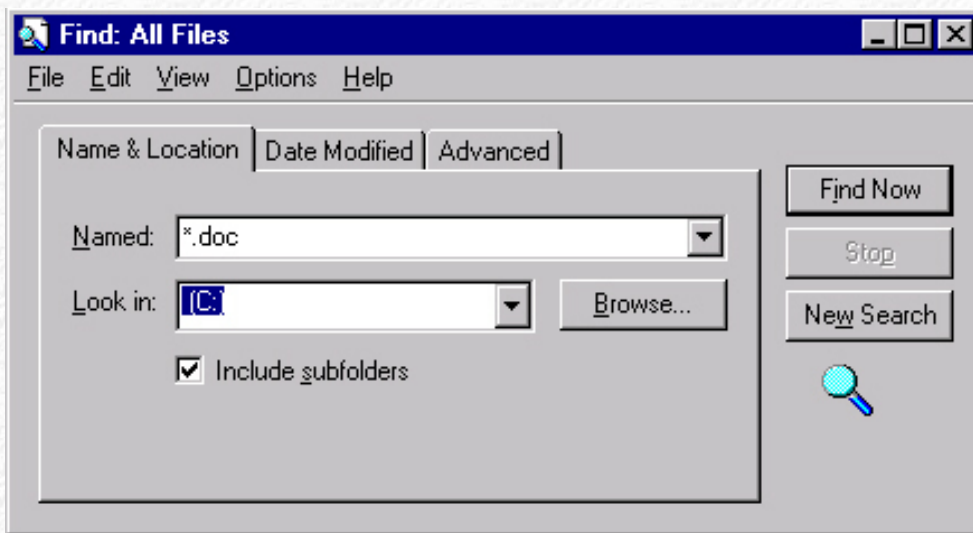 Find: All Files
File Edit View Options Help
Name & Location Date Modified Advanced
Find Now
Named: *.doc
Stop
Look in: (C:) Browse...
New Search
Include subfolders